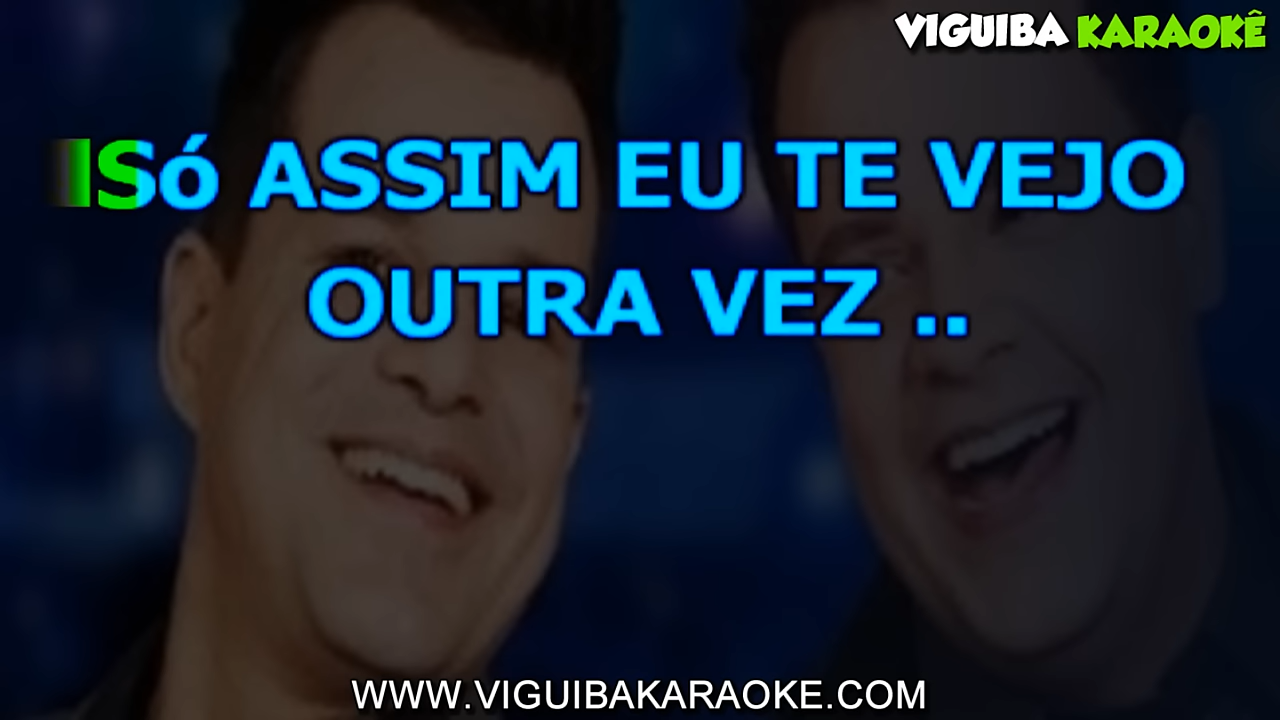 VIGUIBA KARAOKÊ
Só ASSIM EU TE VEJO
OUTRA VEZ ..
WWW.VIGUIBAKARAOKE.COM